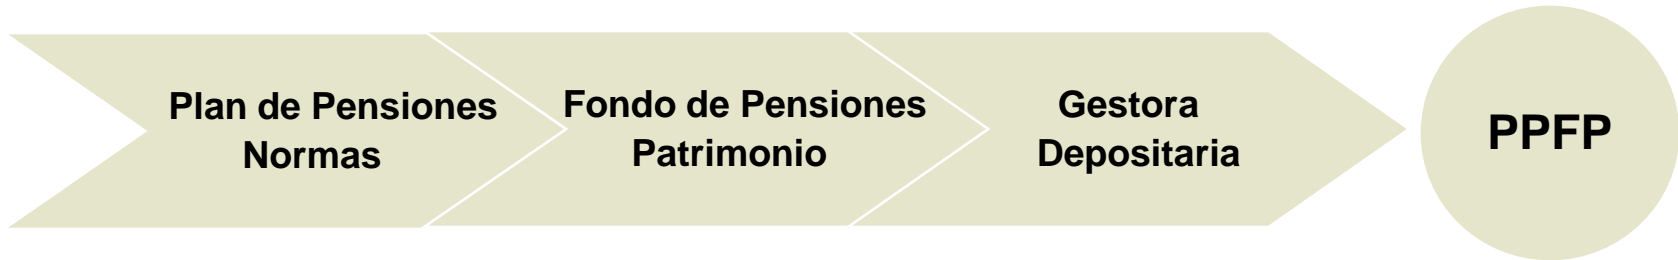 Plan de Pensiones
Normas
Fondo de Pensiones
Patrimonio
Gestora
Depositaria
PPFP